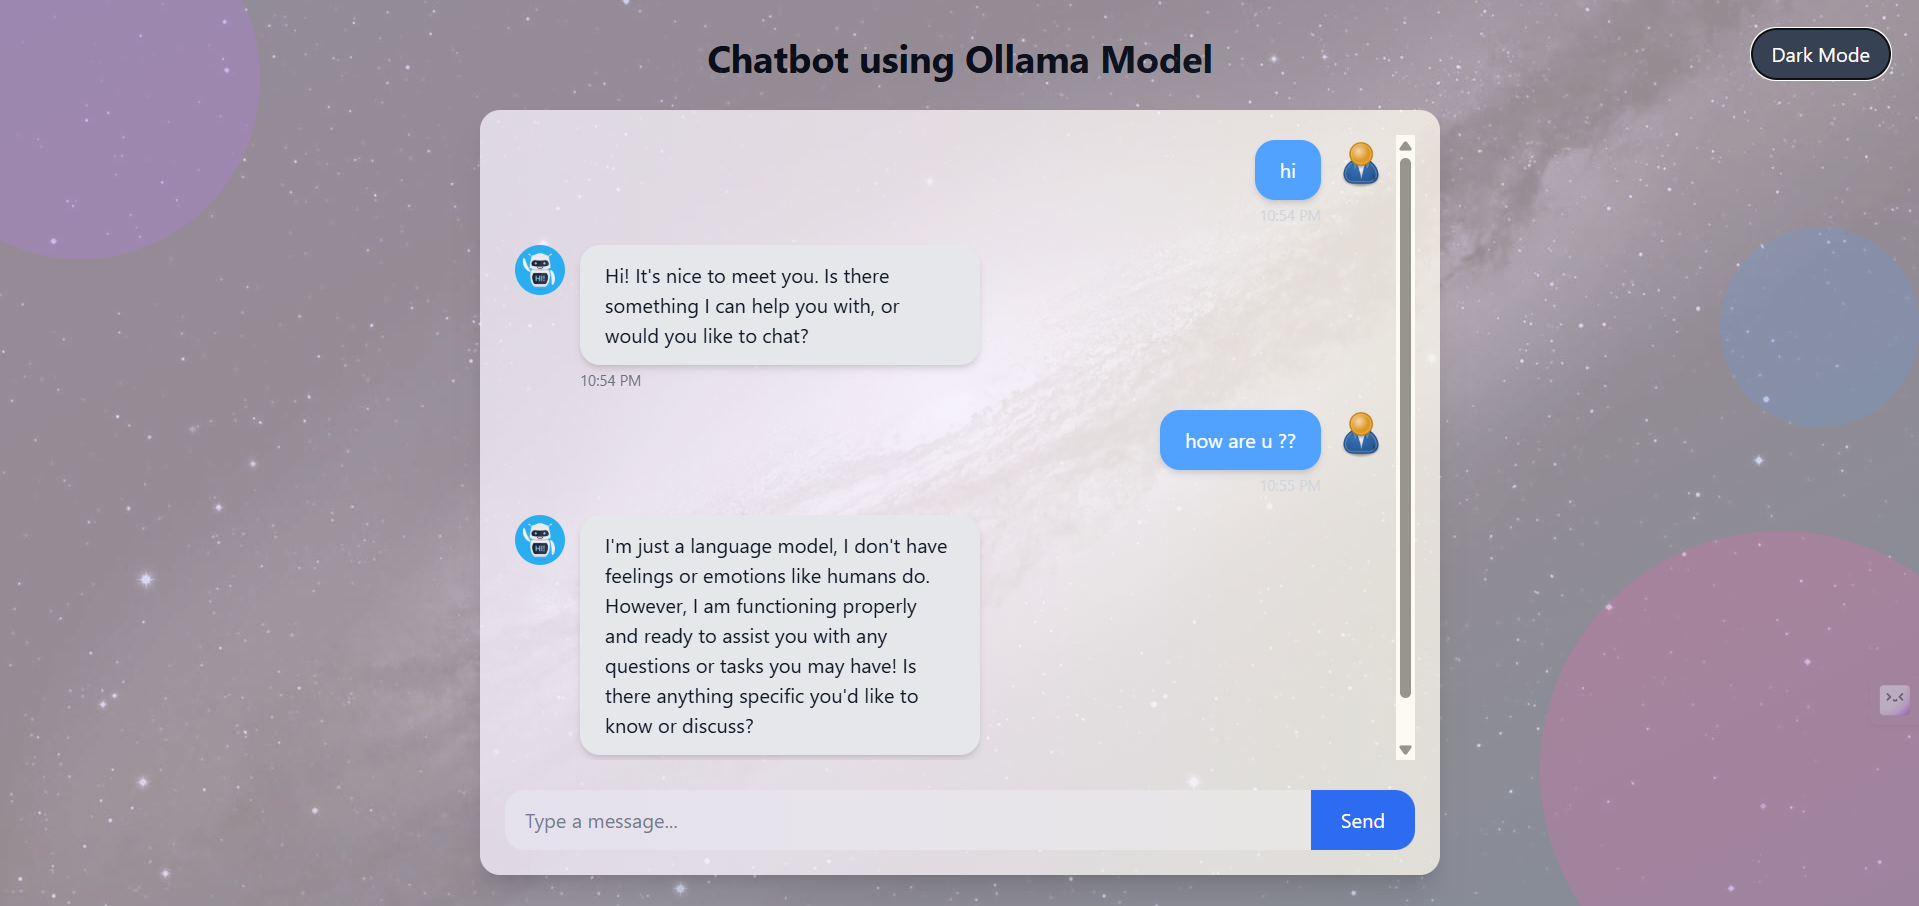 Chatbot using Ollama Model
Dark Mode
hi
10:54 PM
HI!
Hi! It's nice to meet you. Is there
something I can help you with, or
would you like to chat?
10:54 PM
how are u ??
10:55 PM
HI!
I'm just a language model, I don't have
feelings or emotions like humans do.
However, I am functioning properly
and ready to assist you with any
questions or tasks you may have! Is
there anything specific you'd like to
know or discuss?
Type a message...
Send